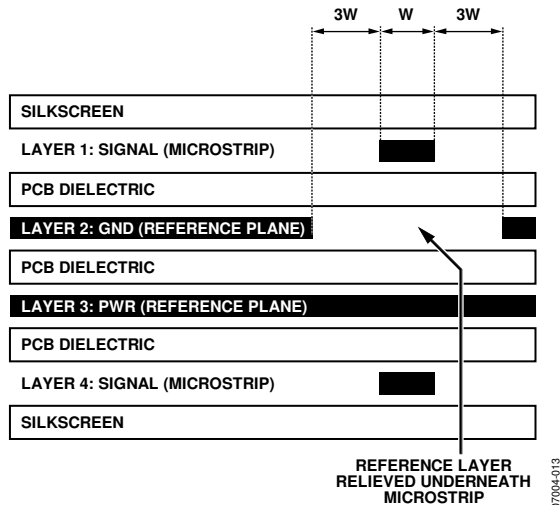 3W W 3W
SILKSCREEN
LAYER 1: SIGNAL (MICROSTRIP)
PCB DIELECTRIC
LAYER 2: GND (REFERENCE PLANE)
PCB DIELECTRIC
LAYER 3: PWR (REFERENCE PLANE)
PCB DIELECTRIC
LAYER 4: SIGNAL (MICROSTRIP)
SILKSCREEN
REFERENCE LAYER
RELIEVED UNDERNEATH
MICROSTRIP
07004-013